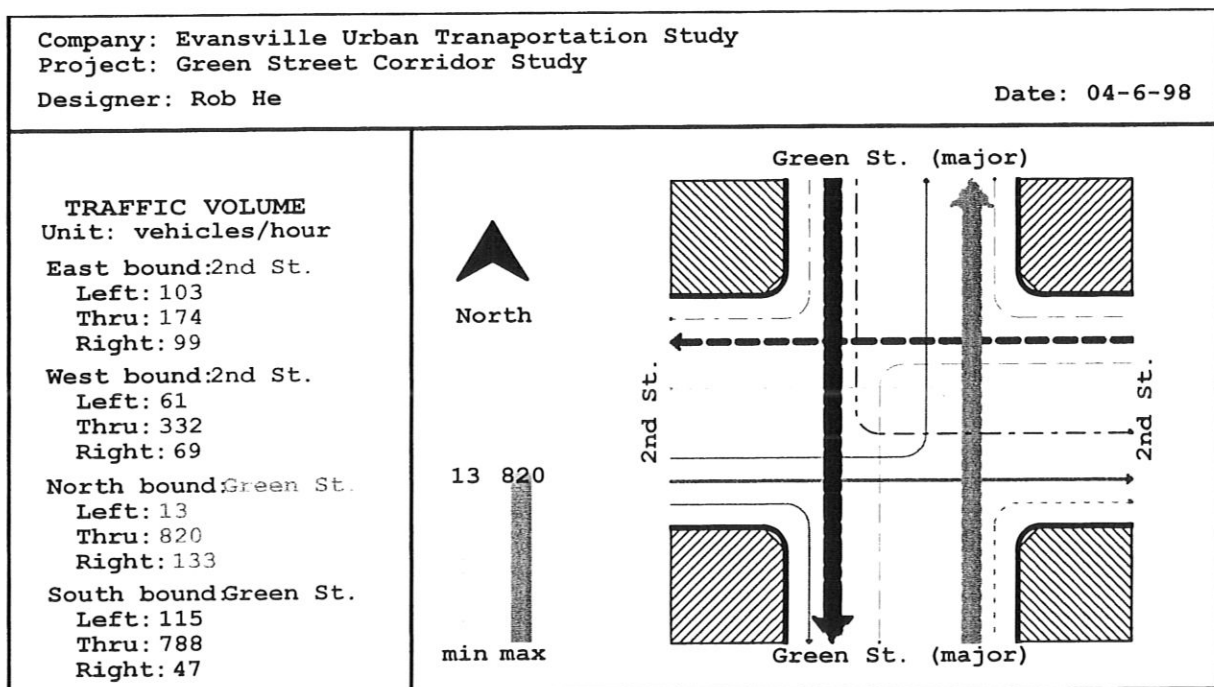 Company: Evansville Urban Tranaportation Study
Project: Green Street Corridor Study
Designer: Rob He
Date: 04-6-98
TRAFFIC VOLUME
Unit: vehicles/hour
East bound:2nd St.
Left: 103
Thru: 174
Right: 99
West bound:2nd St.
Left: 61
Thru: 332
Right: 69
North bound:Green St.
Left: 13
Thru: 820
Right: 133
South bound:Green St.
Left: 115
Thru: 788
Right: 47
North
13 820
min max
Green St. (major)
2nd St.
2nd St.
Green St. (major)